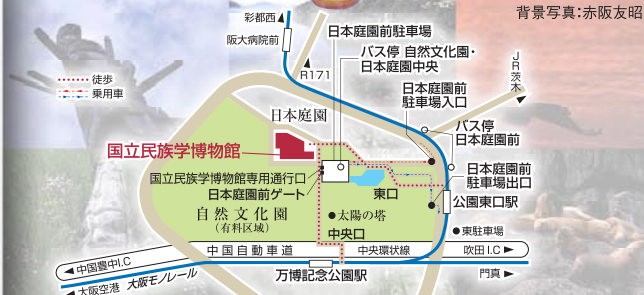 背景写真:赤阪友昭
彩都西
阪大病院前
R171
日本庭園前駐車場
バス停 自然文化園・
日本庭園中央
JR茨木
徒歩
乗用車
日本庭園前
駐車場入口
日本庭園
バス停
日本庭園前
国立民族学博物館
国立民族学博物館専用通行口
日本庭園前ゲート
日本庭園前
駐車場出口
東口
公園東口駅
自然文化園
(有料区域)
●太陽の塔
中央口
●東駐車場
中国自動車道
中央環状線
吹田I.C
中国豊中I.C
大阪空港
大阪モノレール
万博記念公園駅
門真